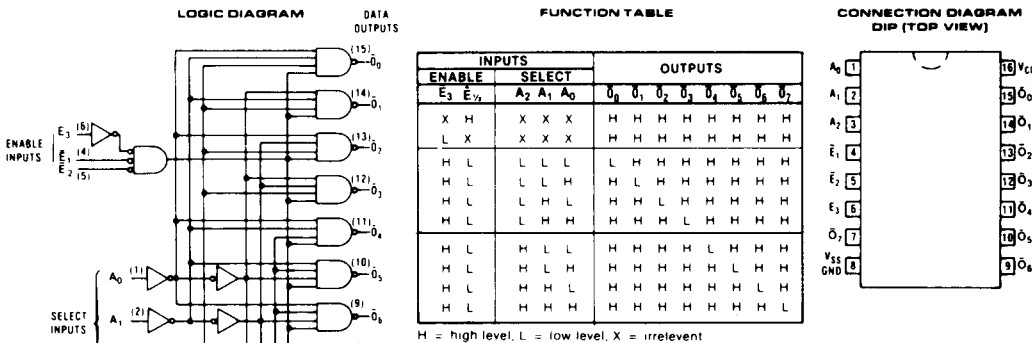 LOGIC DIAGRAM
DATA
OUTPUTS
(15) Ō₀
(14) Ō₁
(13) Ō₂
(12) Ō₃
(11) Ō₄
(10) Ō₅
(9) Ō₆
ENABLE
INPUTS
E₃ (6)
Ē₁ (4)
Ē₂ (5)
SELECT
INPUTS
A₀ (1)
A₁ (2)
FUNCTION TABLE
INPUTS OUTPUTS
ENABLE SELECT
E₃ Ē½ A₂ A₁ A₀ Ō₀ Ō₁ Ō₂ Ō₃ Ō₄ Ō₅ Ō₆ Ō₇
X H X X X H H H H H H H H
L X X X X H H H H H H H H
H L L L L L H H H H H H H
H L L L H H L H H H H H H
H L L H L H H L H H H H H
H L L H H H H H L H H H H
H L H L L H H H H L H H H
H L H L H H H H H H L H H
H L H H L H H H H H H L H
H L H H H H H H H H H H L
H = high level, L = low level, X = irrelevent
CONNECTION DIAGRAM
DIP (TOP VIEW)
A₀ 1
A₁ 2
A₂ 3
Ē₁ 4
Ē₂ 5
E₃ 6
Ō₇ 7
VSS
GND 8
16
15 Ō₀
14 Ō₁
13 Ō₂
12 Ō₃
11 Ō₄
10 Ō₅
9 Ō₆